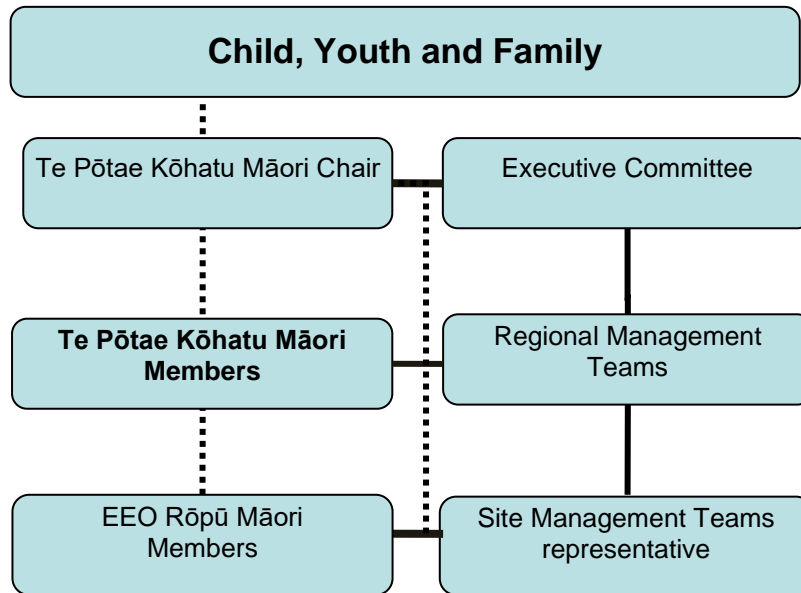 Child, Youth and Family
Te Pōtae Kōhatu Māori Chair
Executive Committee
Te Pōtae Kōhatu Māori
Members
Regional Management
Teams
EEO Rōpū Māori
Members
Site Management Teams
representative